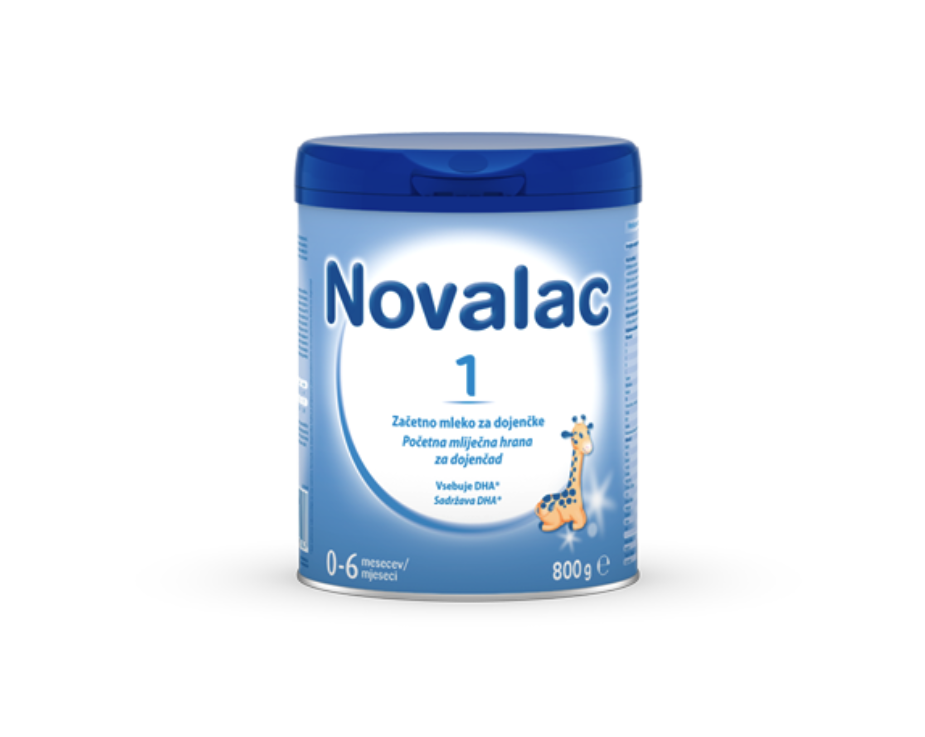 Novalac
1
Začetno mleko za dojenčke
Početna mliječna hrana
za dojenčad
Vsebuje DHA*
Sadržava DHA*
0-6 mesecev/
mjeseci
800 g ℮